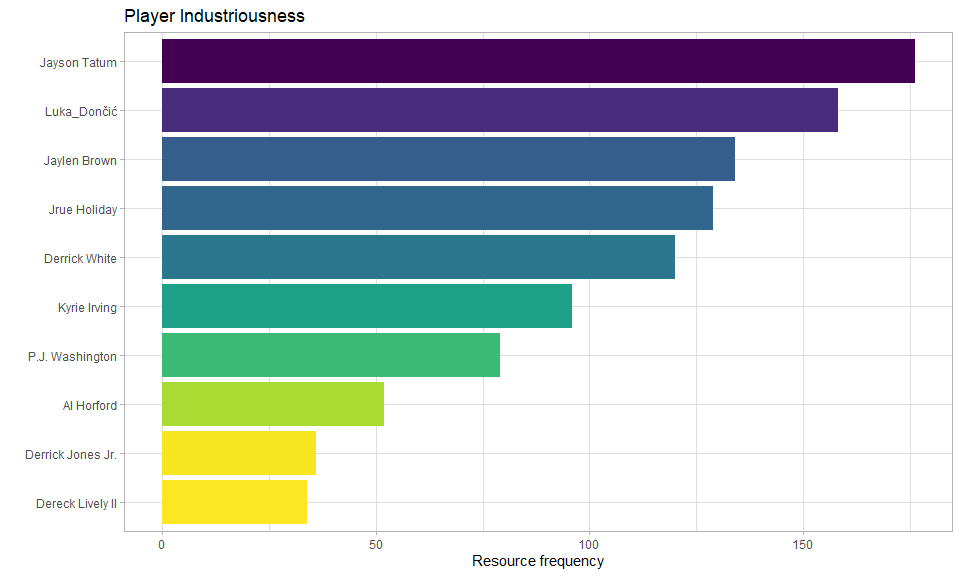 Player Industriousness
Jayson Tatum
Luka_Dončić
Jaylen Brown
Jrue Holiday
Derrick White
Kyrie Irving
P.J. Washington
Al Horford
Derrick Jones Jr.
Dereck Lively II
0 50 100 150
Resource frequency